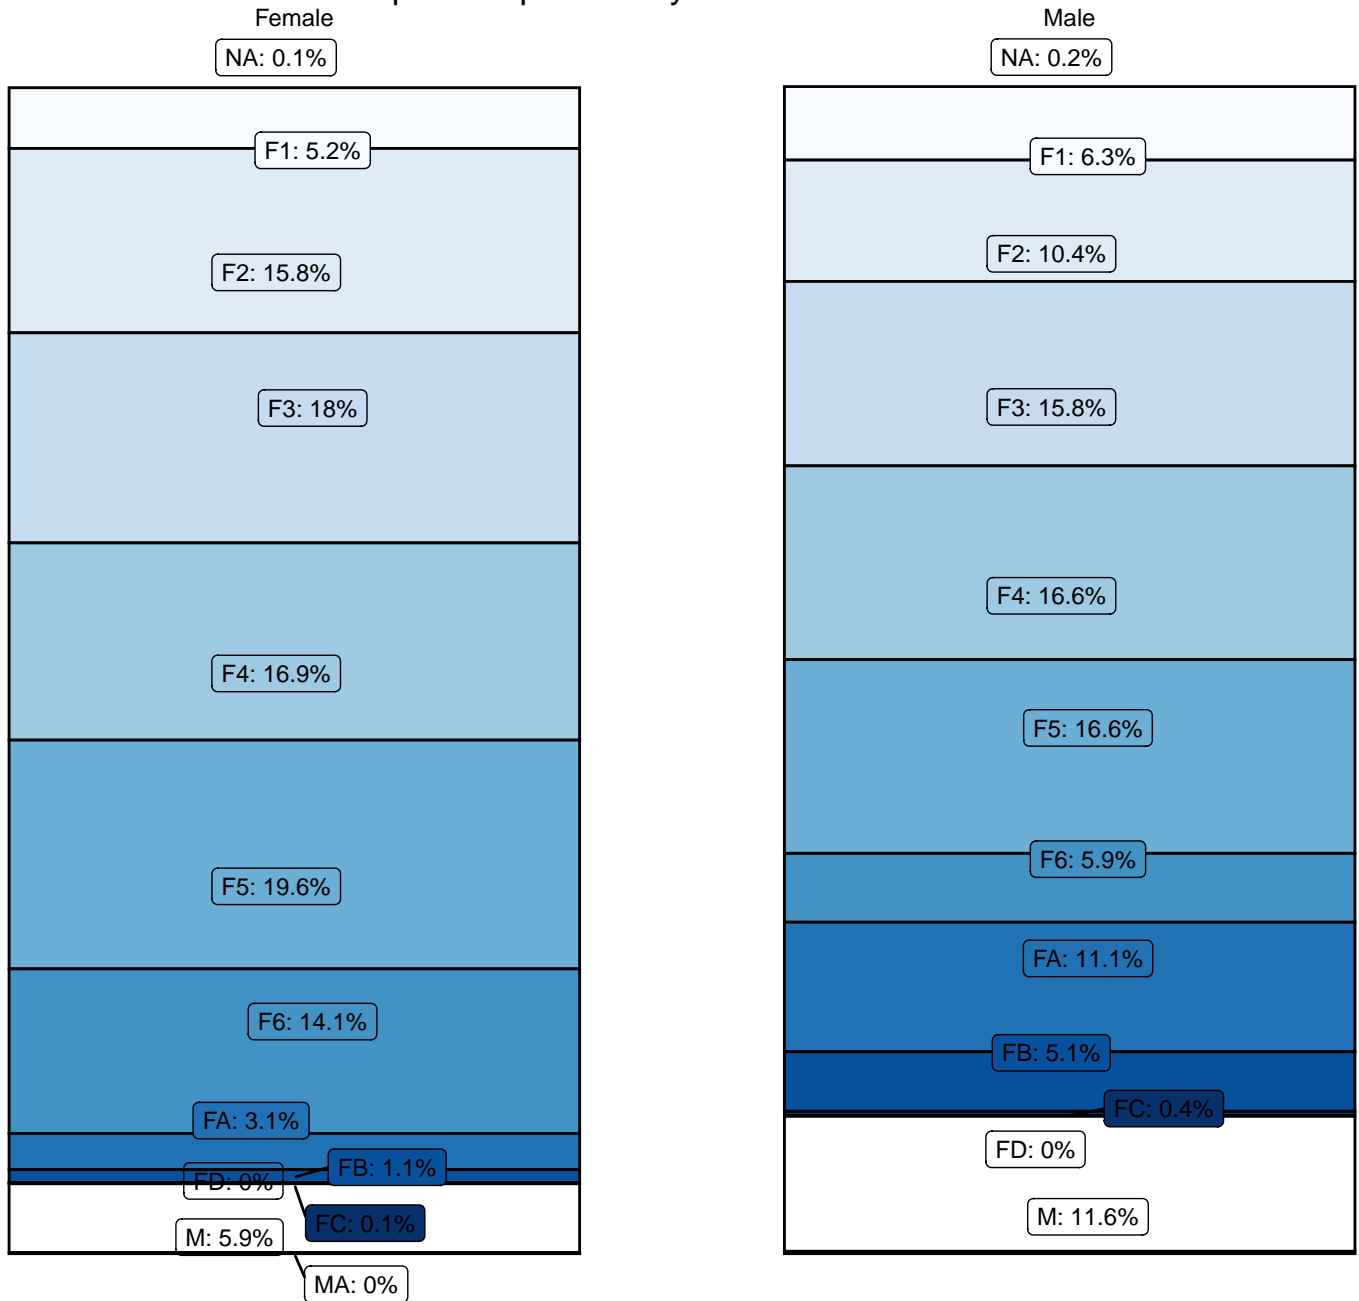 Female
NA: 0.1%
F1: 5.2%
F2: 15.8%
F3: 18%
F4: 16.9%
F5: 19.6%
F6: 14.1%
FA: 3.1%
FB: 1.1%
FD: 0%
FC: 0.1%
M: 5.9%
MA: 0%
Male
NA: 0.2%
F1: 6.3%
F2: 10.4%
F3: 15.8%
F4: 16.6%
F5: 16.6%
F6: 5.9%
FA: 11.1%
FB: 5.1%
FC: 0.4%
FD: 0%
M: 11.6%